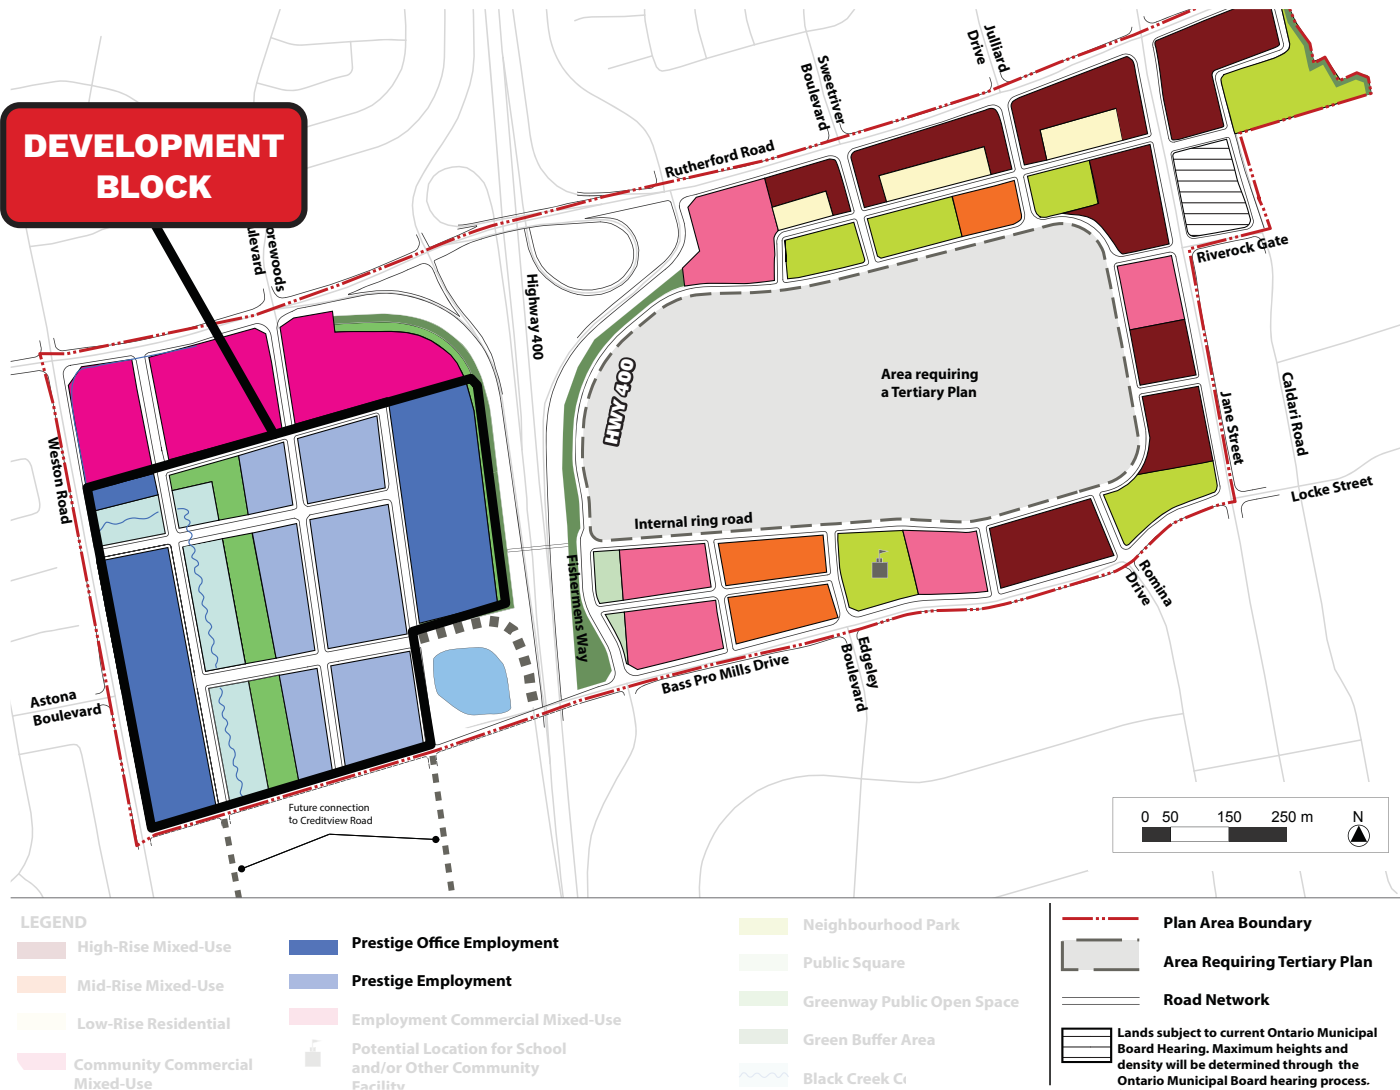 Julliard
Drive
Sweetriver
Boulevard
DEVELOPMENT
BLOCK
Rutherford Road
orewoods
ulevard
Riverock Gate
Highway 400
HWY 400
Area requiring
a Tertiary Plan
Weston Road
Jane Street
Caldari Road
Locke Street
Internal ring road
Fishermens Way
Romina
Drive
Edgeley
Boulevard
Bass Pro Mills Drive
Astona
Boulevard
Future connection
to Creditview Road
0 50 150 250 m
N
LEGEND
High-Rise Mixed-Use
Mid-Rise Mixed-Use
Low-Rise Residential
Community Commercial
Mixed-Use
Prestige Office Employment
Prestige Employment
Employment Commercial Mixed-Use
Potential Location for School
and/or Other Community
Facility
Neighbourhood Park
Public Square
Greenway Public Open Space
Green Buffer Area
Black Creek Co
Plan Area Boundary
Area Requiring Tertiary Plan
Road Network
Lands subject to current Ontario Municipal
Board Hearing. Maximum heights and
density will be determined through the
Ontario Municipal Board hearing process.